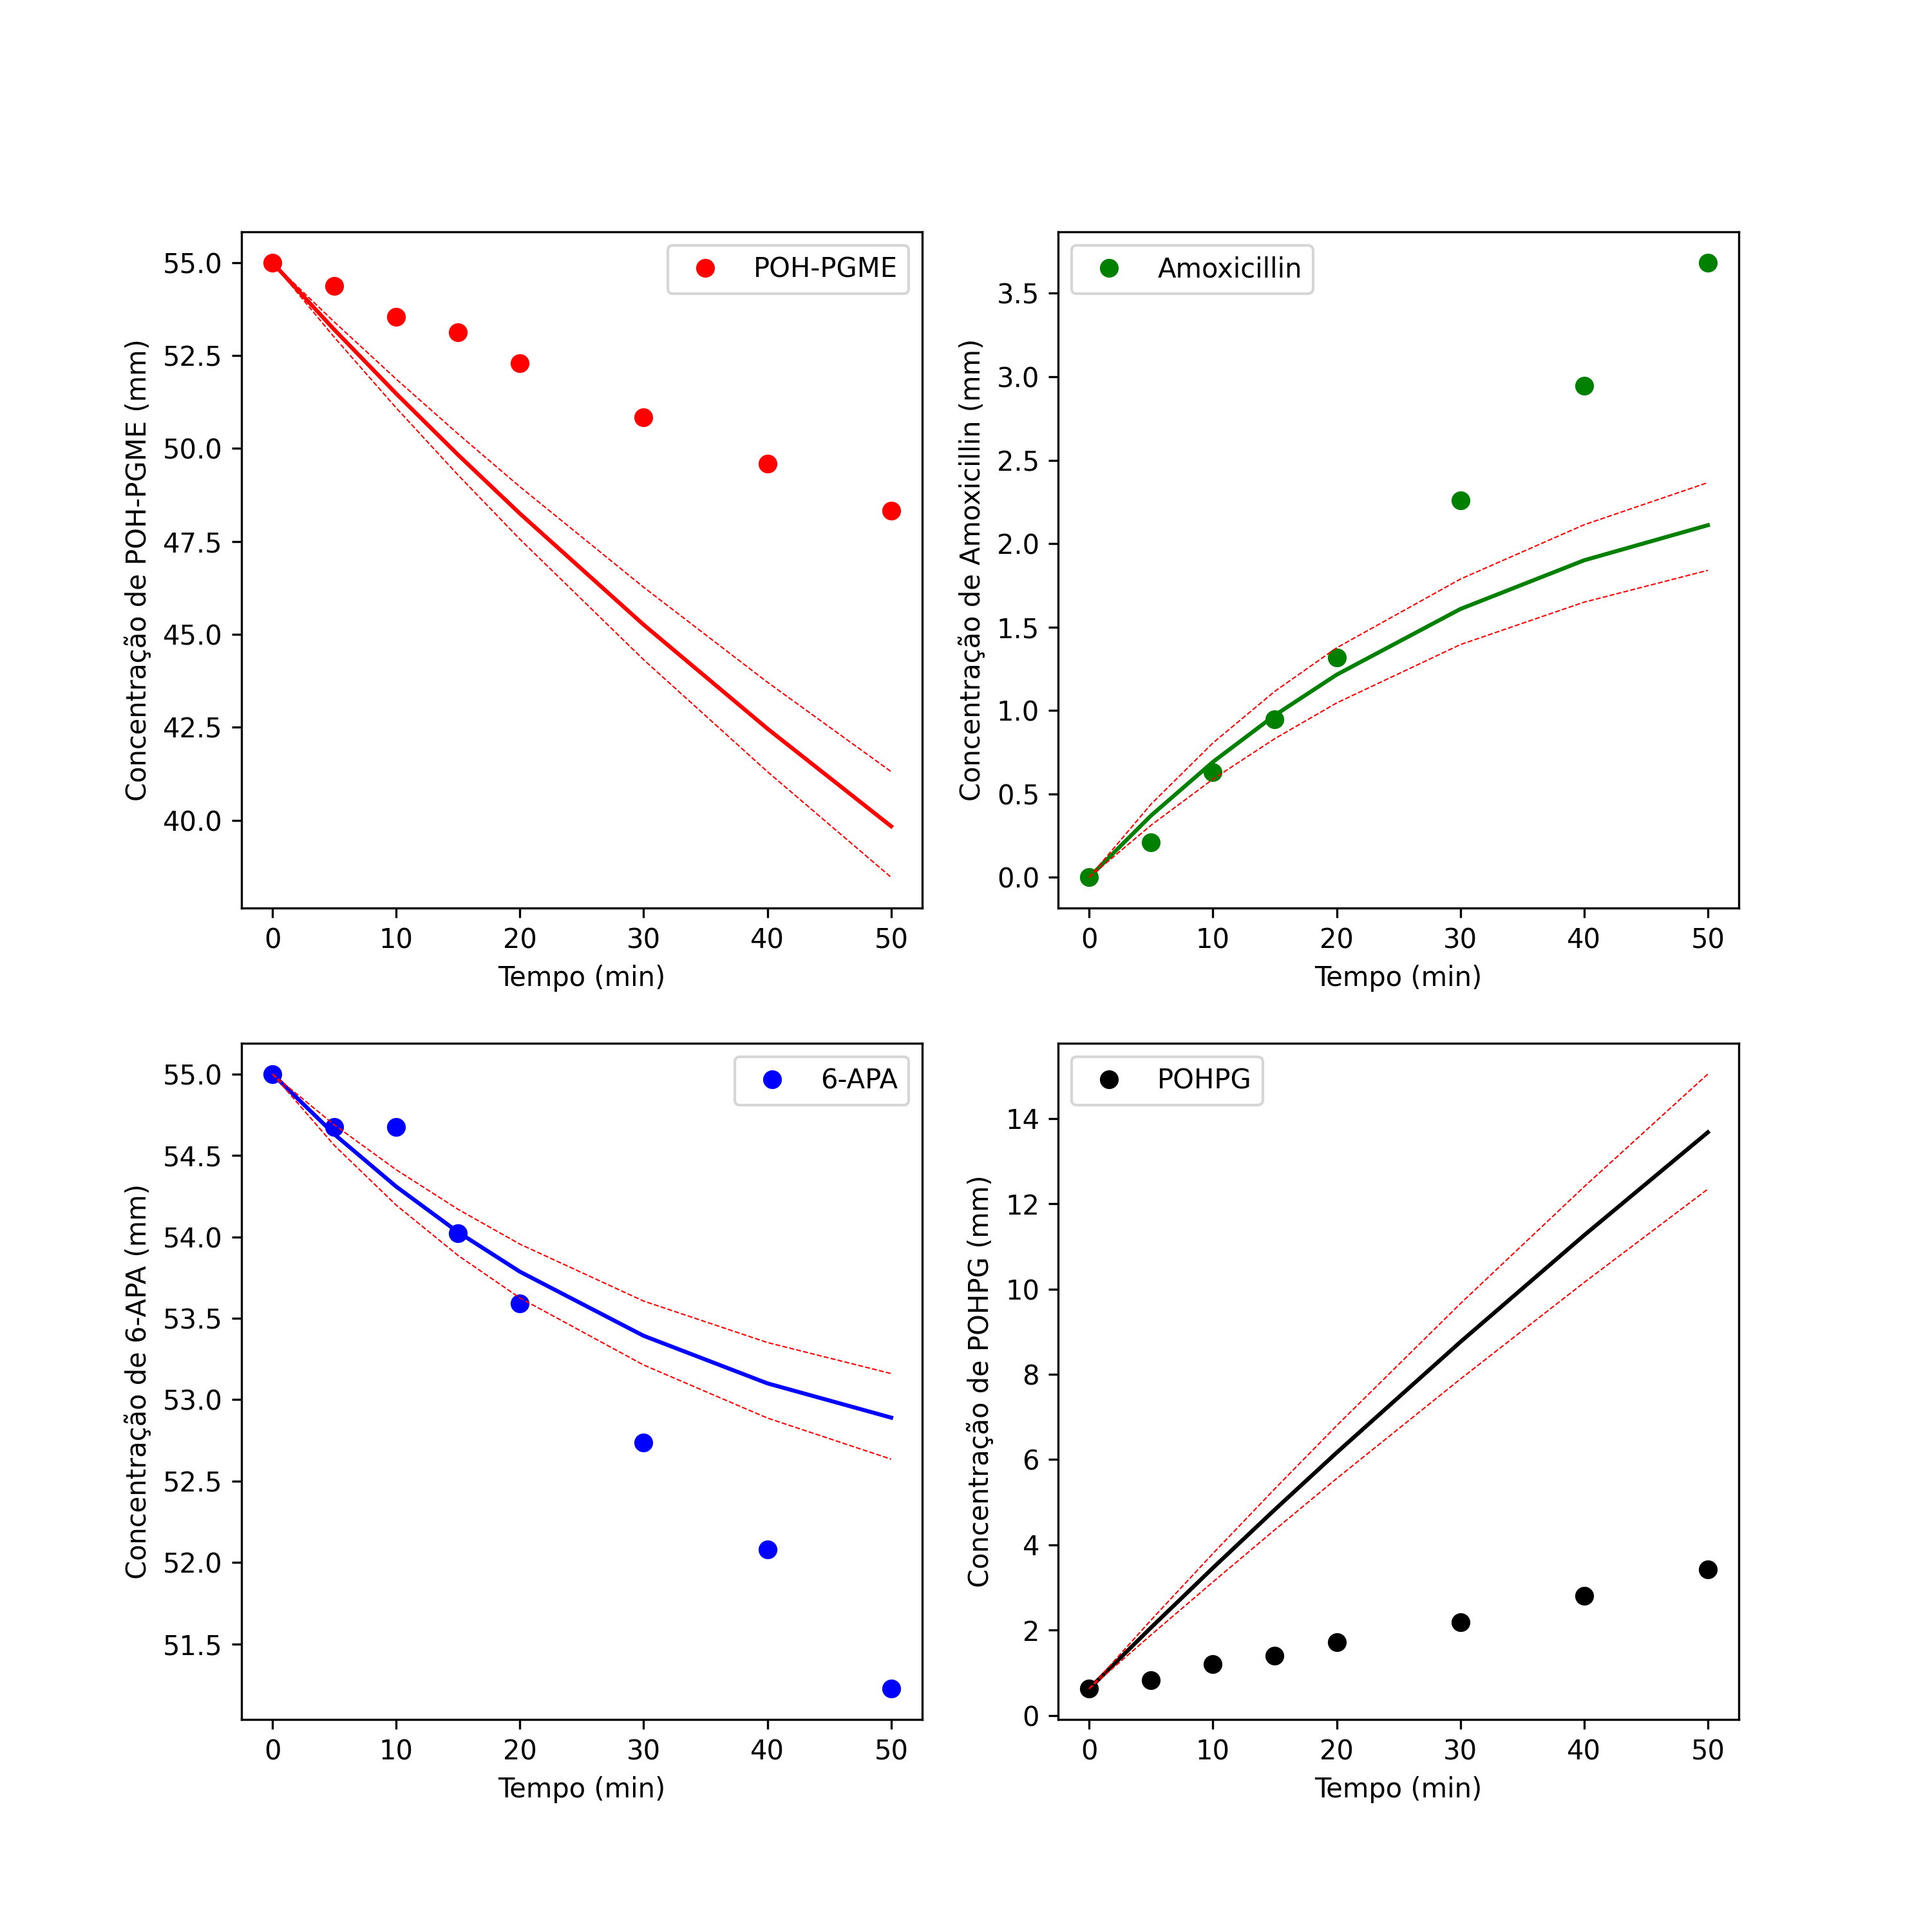 POH-PGME
Concentração de POH-PGME (mm)
55.0
52.5
50.0
47.5
45.0
42.5
40.0
0 10 20 30 40 50
Tempo (min)
Amoxicillin
Concentração de Amoxicillin (mm)
3.5
3.0
2.5
2.0
1.5
1.0
0.5
0.0
0 10 20 30 40 50
Tempo (min)
6-APA
Concentração de 6-APA (mm)
55.0
54.5
54.0
53.5
53.0
52.5
52.0
51.5
0 10 20 30 40 50
Tempo (min)
POHPG
Concentração de POHPG (mm)
14
12
10
8
6
4
2
0
0 10 20 30 40 50
Tempo (min)